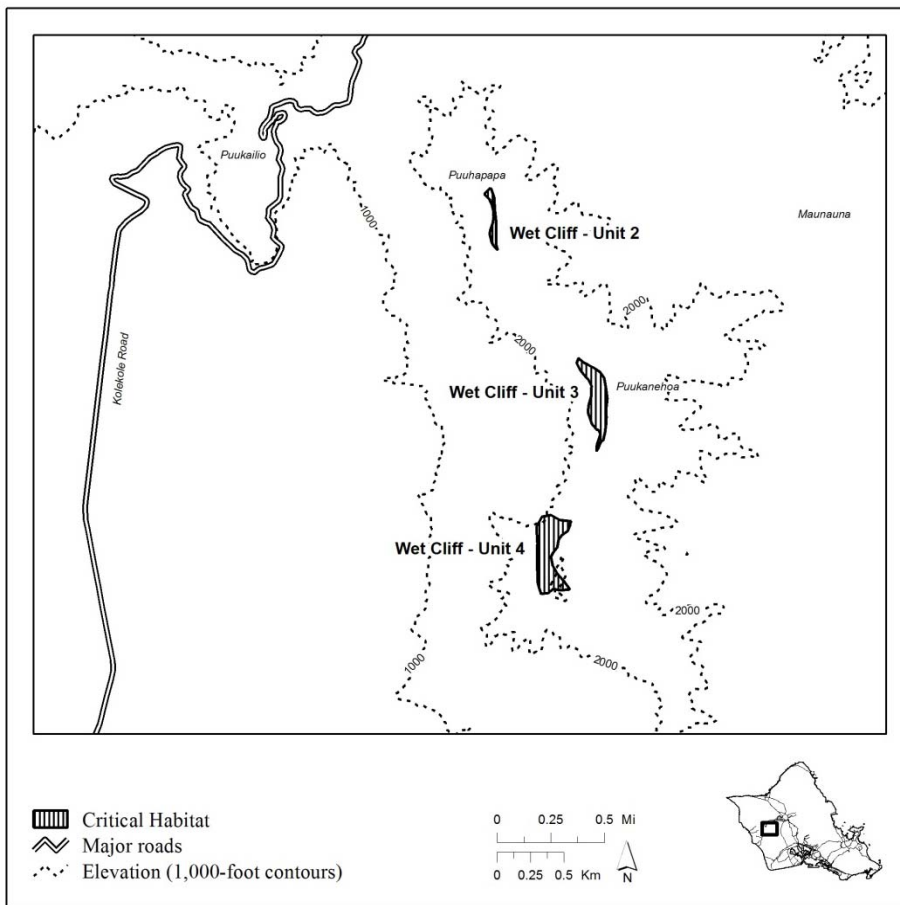 Puukailio
Puuhapapa
Maunauna
1000
Wet Cliff - Unit 2
2000
2000
Kolekole Road
Wet Cliff - Unit 3
Puukanehoa
Wet Cliff - Unit 4
2000
1000
2000
Critical Habitat
Major roads
Elevation (1,000-foot contours)
0 0.25 0.5 Mi
0 0.25 0.5 Km
N